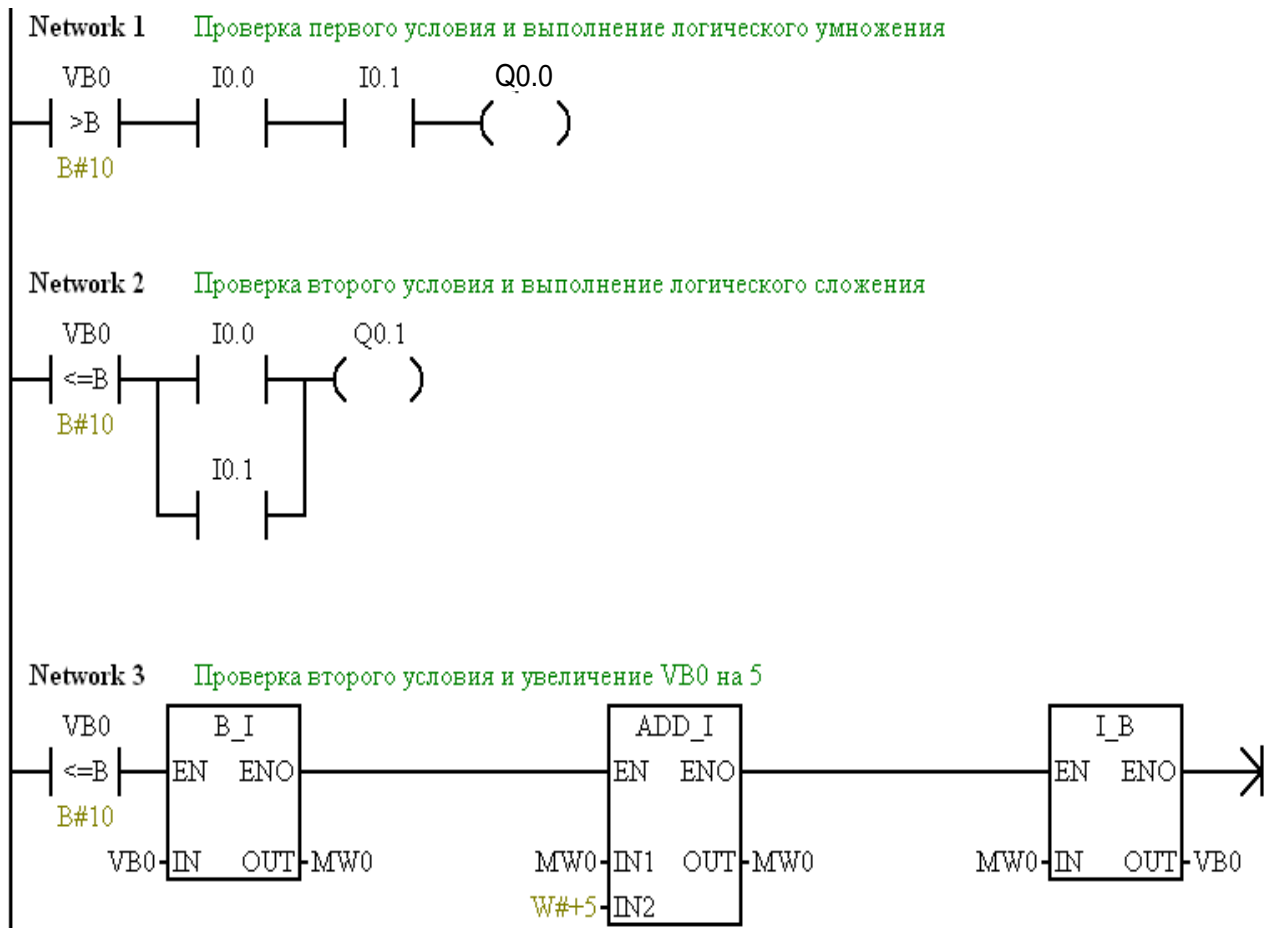 Network 1 Проверка первого условия и выполнение логического умножения
VB0 I0.0 I0.1 Q0.0
>B
B#10
Network 2 Проверка второго условия и выполнение логического сложения
VB0 I0.0 Q0.1
<=B
B#10
I0.1
Network 3 Проверка второго условия и увеличение VB0 на 5
VB0 B_I ADD_I I_B
<=B EN ENO EN ENO EN ENO
B#10
VB0 IN OUT MW0 MW0 IN1 OUT MW0 MW0 IN OUT VB0
W#+5 IN2